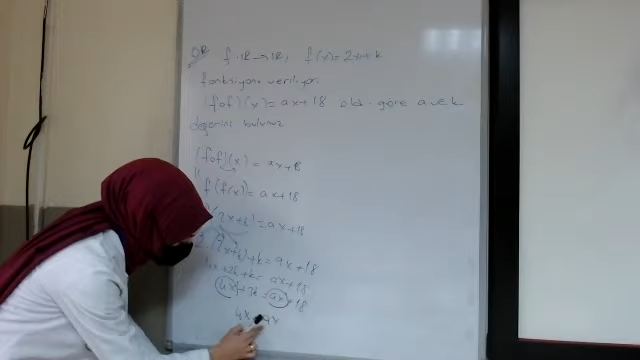 ÖR f: IR → IR, f(x)=2x+k
fonksiyonu veriliyor
(fof)(x) = ax+18 old. göre a ve k
değerini bulunuz
(fof)(x) = ax+18
f(f(x)) = ax+18
(2x+k) = ax+18
2.(2x+k)+k = ax+18
4x+2k+k = ax+18
4x+3k = ax+18
4x = ax